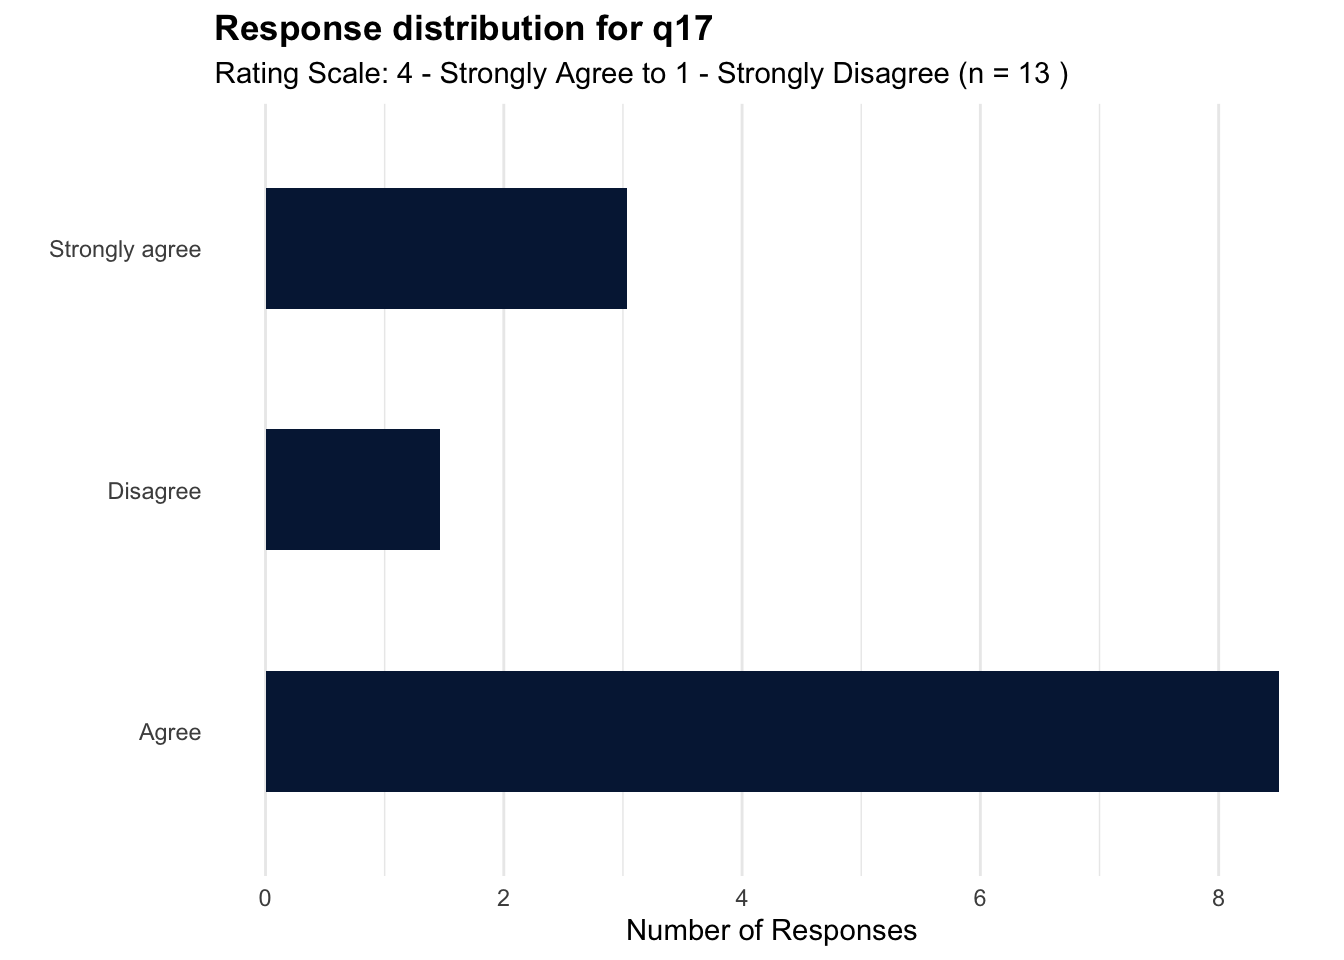 Response distribution for q17
Rating Scale: 4 - Strongly Agree to 1 - Strongly Disagree (n = 13 )
Strongly agree
Disagree
Agree
0 2 4 6 8
Number of Responses